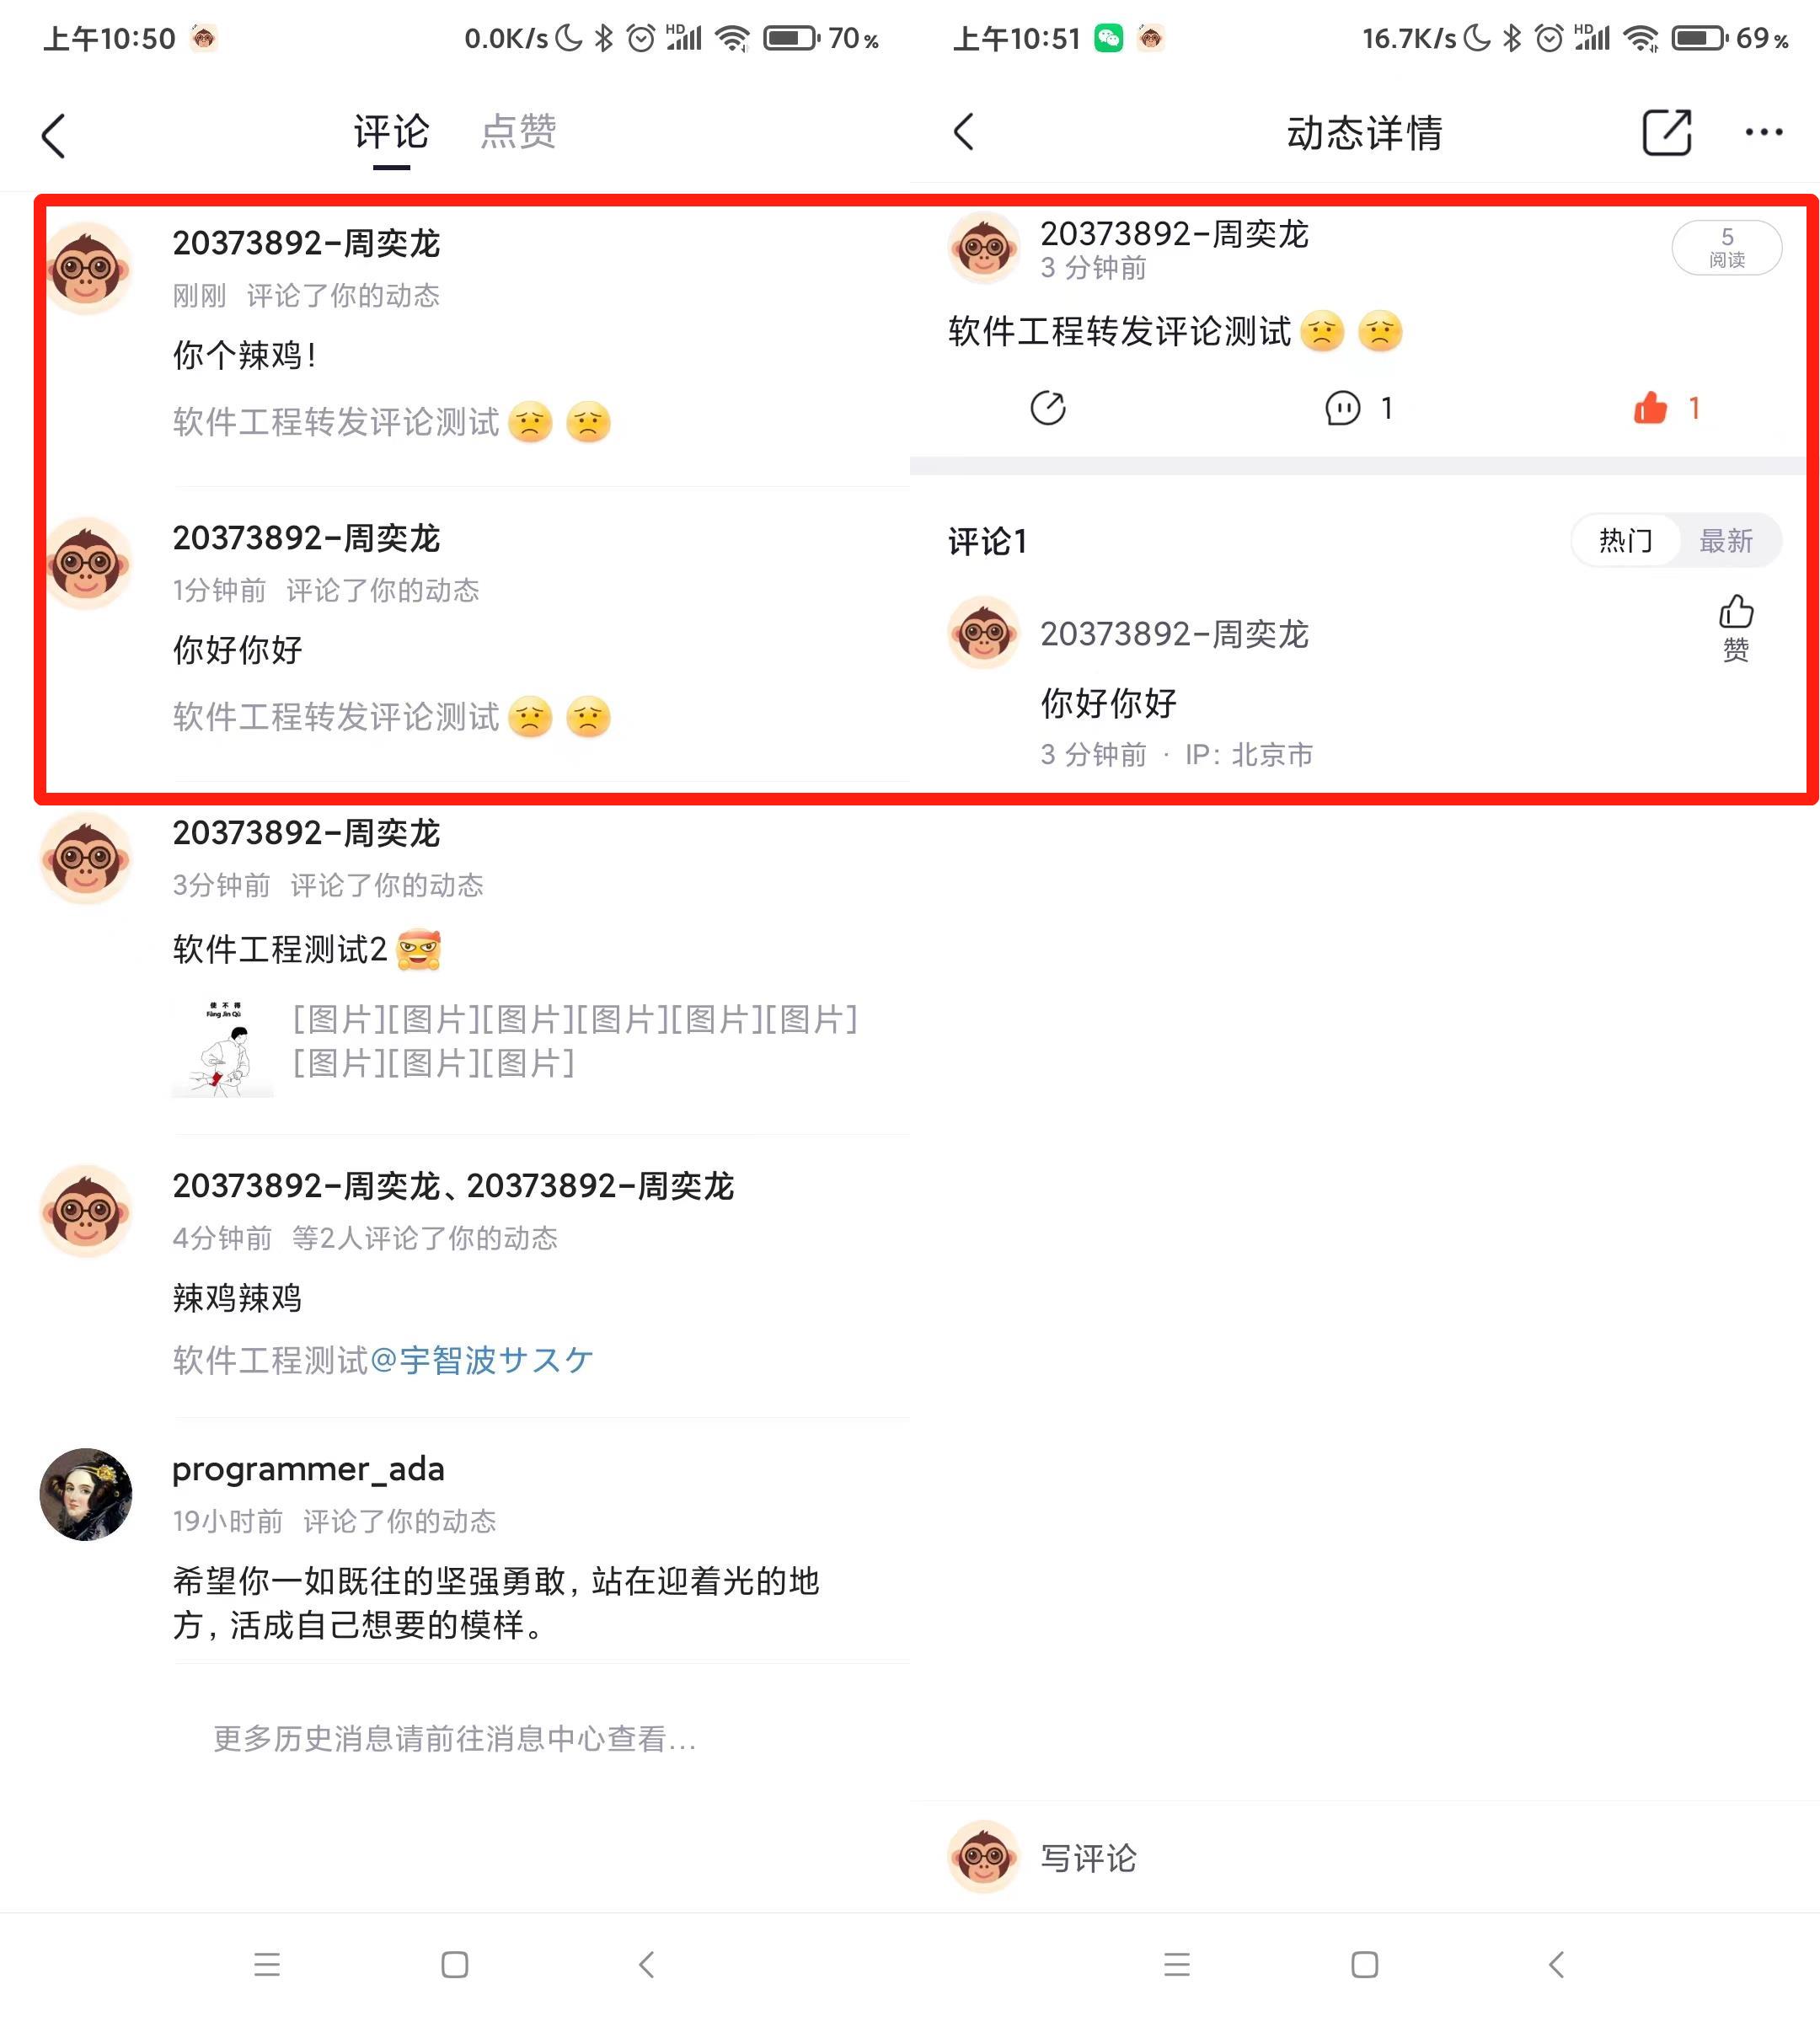 上午10:50 0.0K/s HD 70%
评论 点赞
20373892-周奕龙
刚刚 评论了你的动态
你个辣鸡!
软件工程转发评论测试😟 😟
20373892-周奕龙
1分钟前 评论了你的动态
你好你好
软件工程转发评论测试😟 😟
20373892-周奕龙
3分钟前 评论了你的动态
软件工程测试2
使不得
Fàng Jìn Qù
[图片][图片][图片][图片][图片][图片]
[图片][图片][图片]
20373892-周奕龙、20373892-周奕龙
4分钟前 等2人评论了你的动态
辣鸡辣鸡
软件工程测试@宇智波サスケ
programmer_ada
19小时前 评论了你的动态
希望你一如既往的坚强勇敢，站在迎着光的地
方，活成自己想要的模样。
更多历史消息请前往消息中心查看...
上午10:51 16.7K/s HD 69%
动态详情
20373892-周奕龙
3 分钟前
5
阅读
软件工程转发评论测试😟 😟
1 1
评论1 热门 最新
20373892-周奕龙
赞
你好你好
3 分钟前 · IP: 北京市
写评论